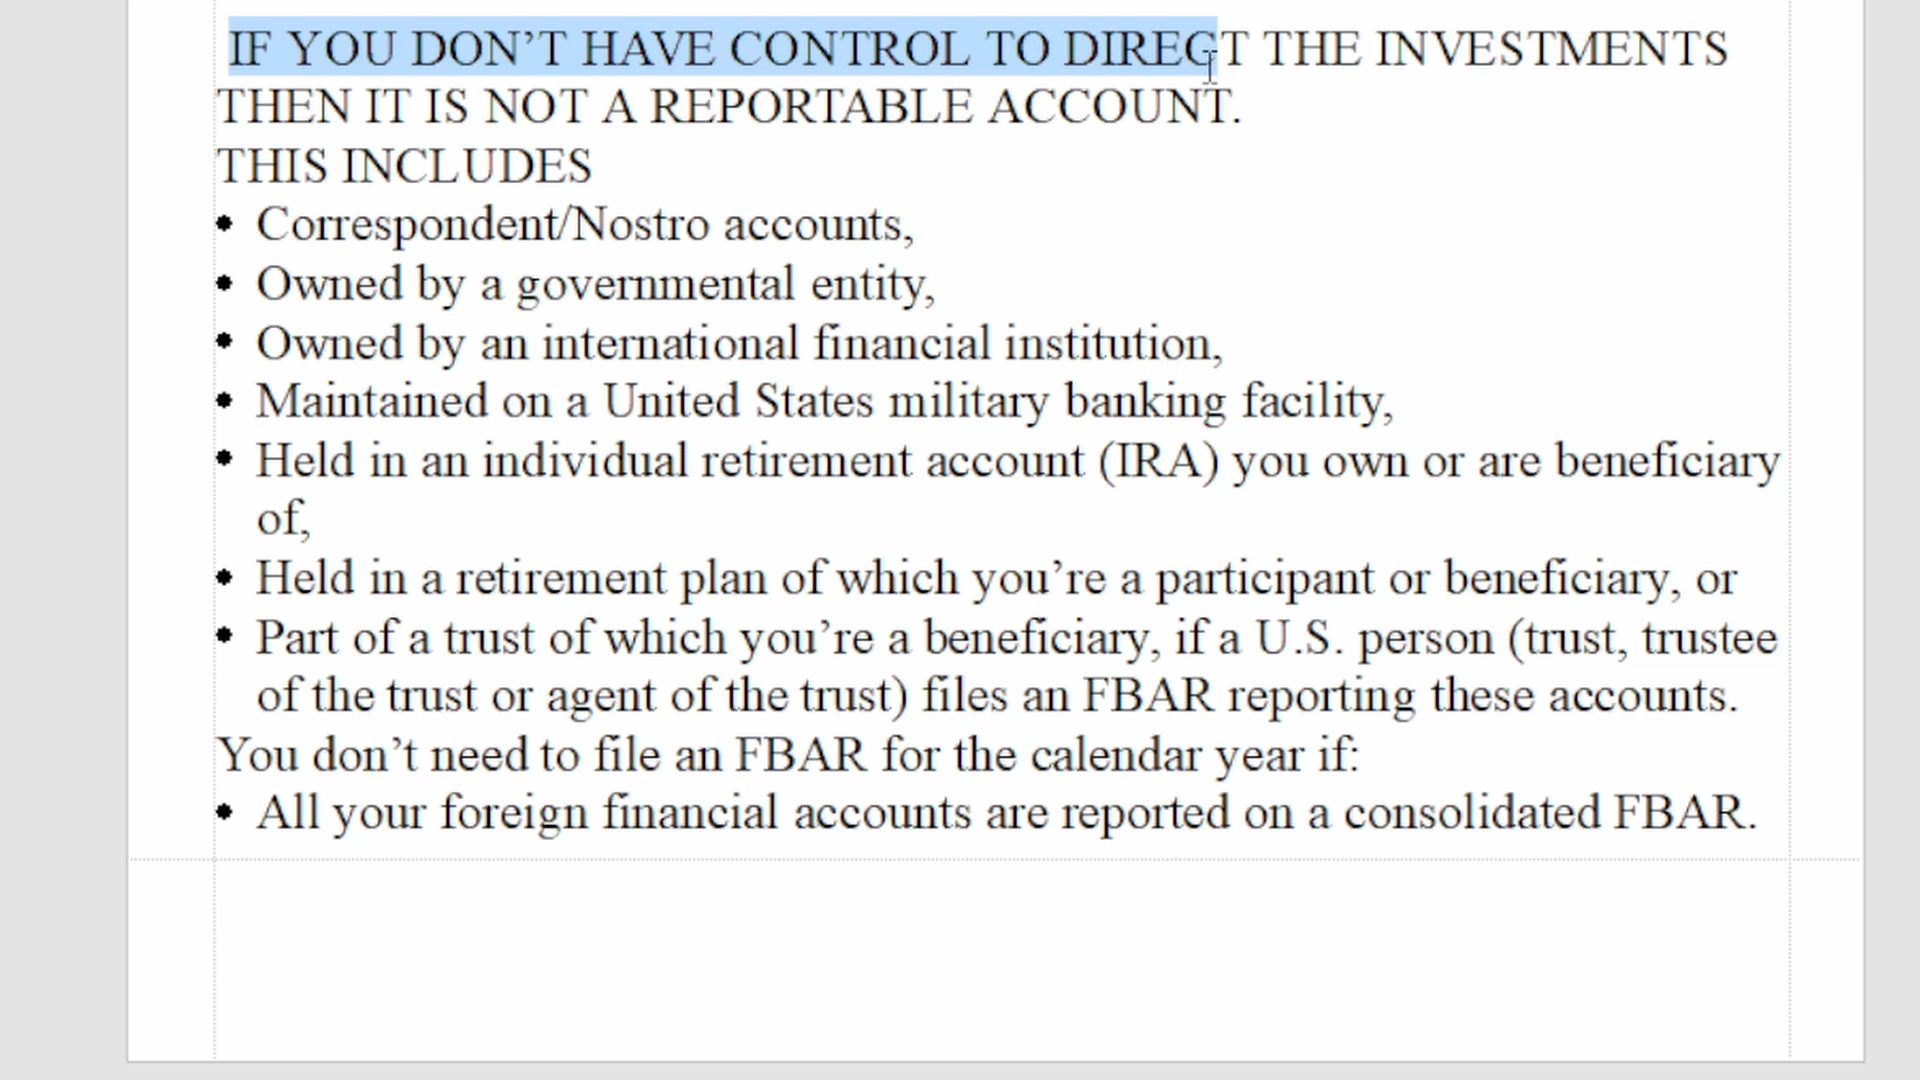 IF YOU DON’T HAVE CONTROL TO DIRECT THE INVESTMENTS
THEN IT IS NOT A REPORTABLE ACCOUNT.
THIS INCLUDES
• Correspondent/Nostro accounts,
• Owned by a governmental entity,
• Owned by an international financial institution,
• Maintained on a United States military banking facility,
• Held in an individual retirement account (IRA) you own or are beneficiary
of,
• Held in a retirement plan of which you’re a participant or beneficiary, or
• Part of a trust of which you’re a beneficiary, if a U.S. person (trust, trustee
of the trust or agent of the trust) files an FBAR reporting these accounts.
You don’t need to file an FBAR for the calendar year if:
• All your foreign financial accounts are reported on a consolidated FBAR.